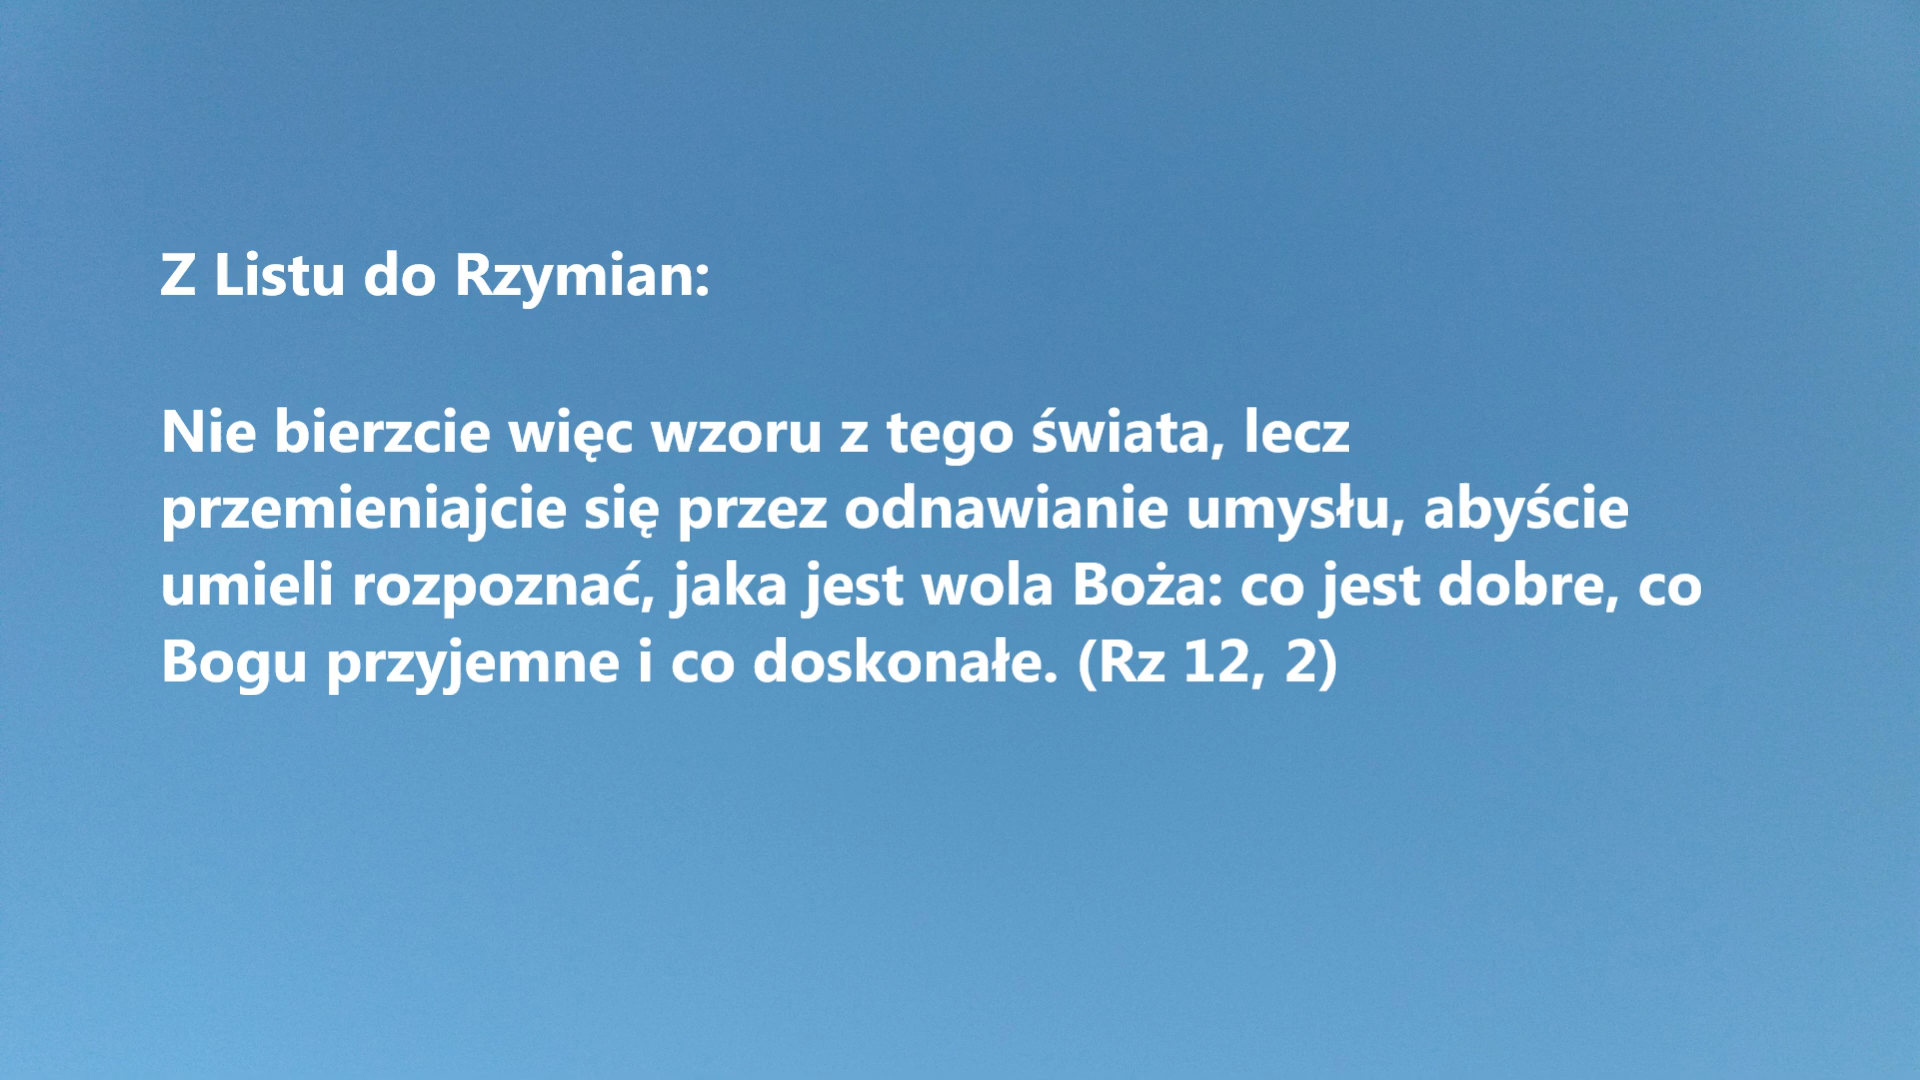 Z Listu do Rzymian:
Nie bierzcie więc wzoru z tego świata, lecz
przemieniajcie się przez odnawianie umysłu, abyście
umieli rozpoznać, jaka jest wola Boża: co jest dobre, co
Bogu przyjemne i co doskonałe. (Rz 12, 2)